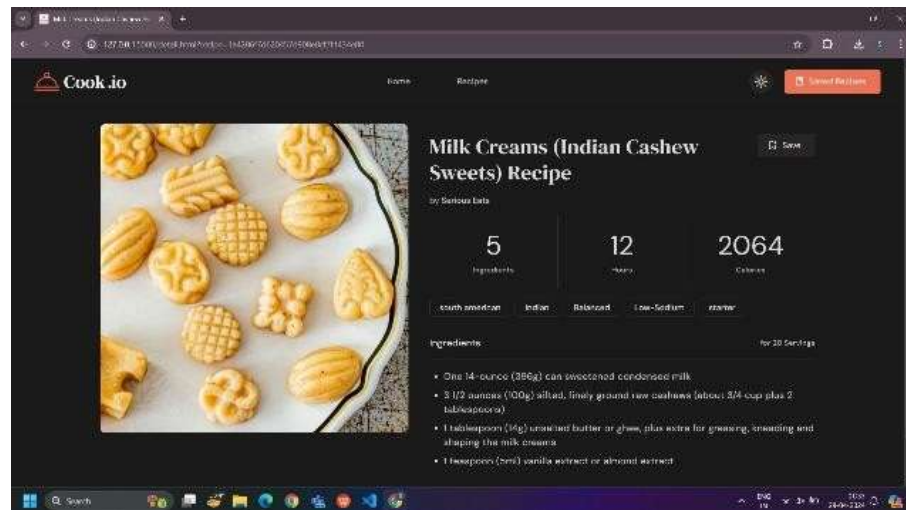 Cook.io
Home
Recipes
Saved Recipes
Milk Creams (Indian Cashew
Sweets) Recipe
Save
by Serious Eats
5
12
2064
Ingredients
Hours
Calories
south american
Indian
Balanced
Low-Sodium
starter
Ingredients
for 20 Servings
One 14-ounce (396g) can sweetened condensed milk
3 1/2 ounces (100g) sifted, finely ground raw cashews (about 3/4 cup plus 2
tablespoons)
1 tablespoon (14g) unsalted butter or ghee, plus extra for greasing, kneading and
shaping the milk creams
1 teaspoon (5ml) vanilla extract or almond extract
Search
ENG
IN